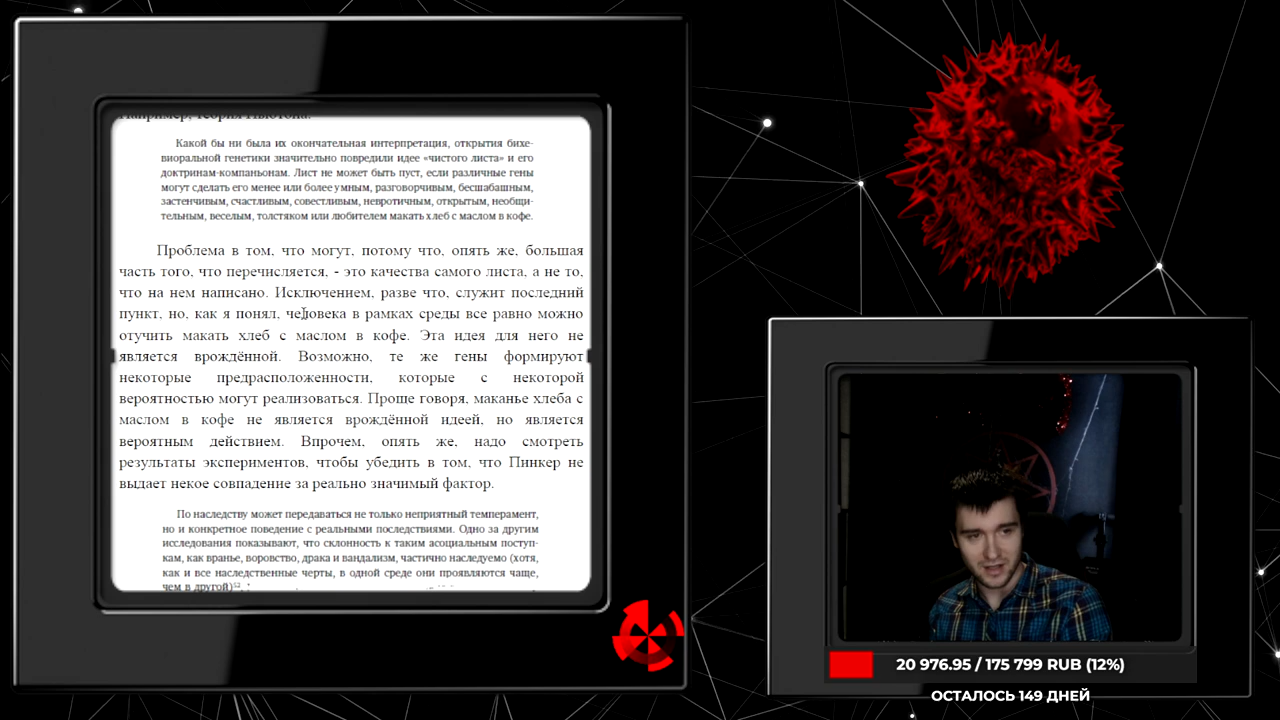 Например, теория Ньютона.
Какой бы ни была их окончательная интерпретация, открытия бихе-
виоральной генетики значительно повредили идее «чистого листа» и его
доктринам-компаньонам. Лист не может быть пуст, если различные гены
могут сделать его менее или более умным, разговорчивым, бесшабашным,
застенчивым, счастливым, совестливым, невротичным, открытым, необщи-
тельным, веселым, толстяком или любителем макать хлеб с маслом в кофе.
Проблема в том, что могут, потому что, опять же, большая
часть того, что перечисляется, - это качества самого листа, а не то,
что на нем написано. Исключением, разве что, служит последний
пункт, но, как я понял, человека в рамках среды все равно можно
отучить макать хлеб с маслом в кофе. Эта идея для него не
является врождённой. Возможно, те же гены формируют
некоторые предрасположенности, которые с некоторой
вероятностью могут реализоваться. Проще говоря, маканье хлеба с
маслом в кофе не является врождённой идеей, но является
вероятным действием. Впрочем, опять же, надо смотреть
результаты экспериментов, чтобы убедить в том, что Пинкер не
выдает некое совпадение за реально значимый фактор.
По наследству может передаваться не только неприятный темперамент,
но и конкретное поведение с реальными последствиями. Одно за другим
исследования показывают, что склонность к таким асоциальным поступ-
кам, как вранье, воровство, драка и вандализм, частично наследуемо (хотя,
как и все наследственные черты, в одной среде они проявляются чаще,
чем в другой)
20 976.95 / 175 799 RUB (12%)
ОСТАЛОСЬ 149 ДНЕЙ